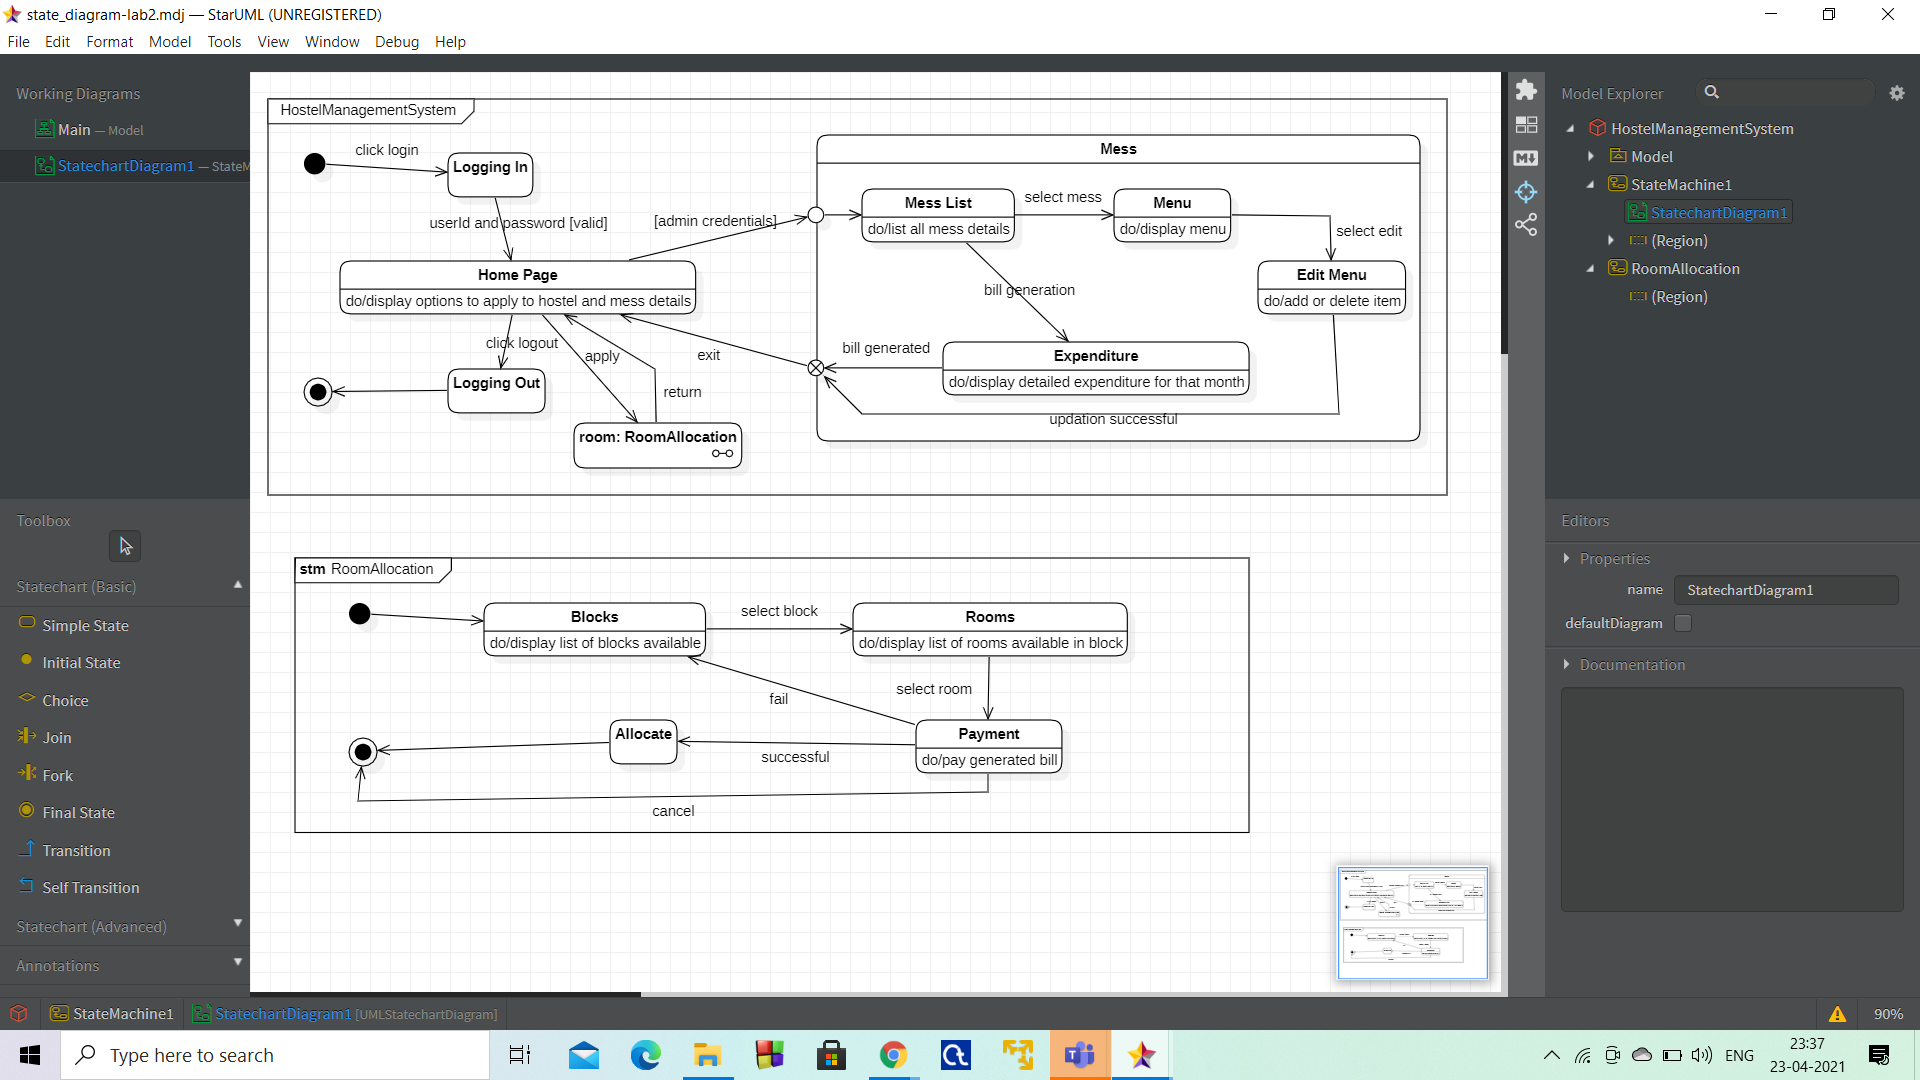 state_diagram-lab2.mdj — StarUML (UNREGISTERED)
File Edit Format Model Tools View Window Debug Help
Working Diagrams
Main — Model
StatechartDiagram1 — StateM
Toolbox
Statechart (Basic)
Simple State
Initial State
Choice
Join
Fork
Final State
Transition
Self Transition
Statechart (Advanced)
Annotations
HostelManagementSystem
click login
Logging In
userId and password [valid]
[admin credentials]
Home Page
do/display options to apply to hostel and mess details
click logout
apply
exit
return
Logging Out
room: RoomAllocation
Mess
Mess List
do/list all mess details
select mess
Menu
do/display menu
select edit
Edit Menu
do/add or delete item
bill generation
bill generated
Expenditure
do/display detailed expenditure for that month
updation successful
stm RoomAllocation
Blocks
do/display list of blocks available
select block
Rooms
do/display list of rooms available in block
select room
fail
Allocate
successful
Payment
do/pay generated bill
cancel
Model Explorer
HostelManagementSystem
Model
StateMachine1
StatechartDiagram1
(Region)
RoomAllocation
(Region)
Editors
Properties
name StatechartDiagram1
defaultDiagram
Documentation
StateMachine1 StatechartDiagram1 [UMLStatechartDiagram]
90%
Type here to search
ENG
23:37
23-04-2021